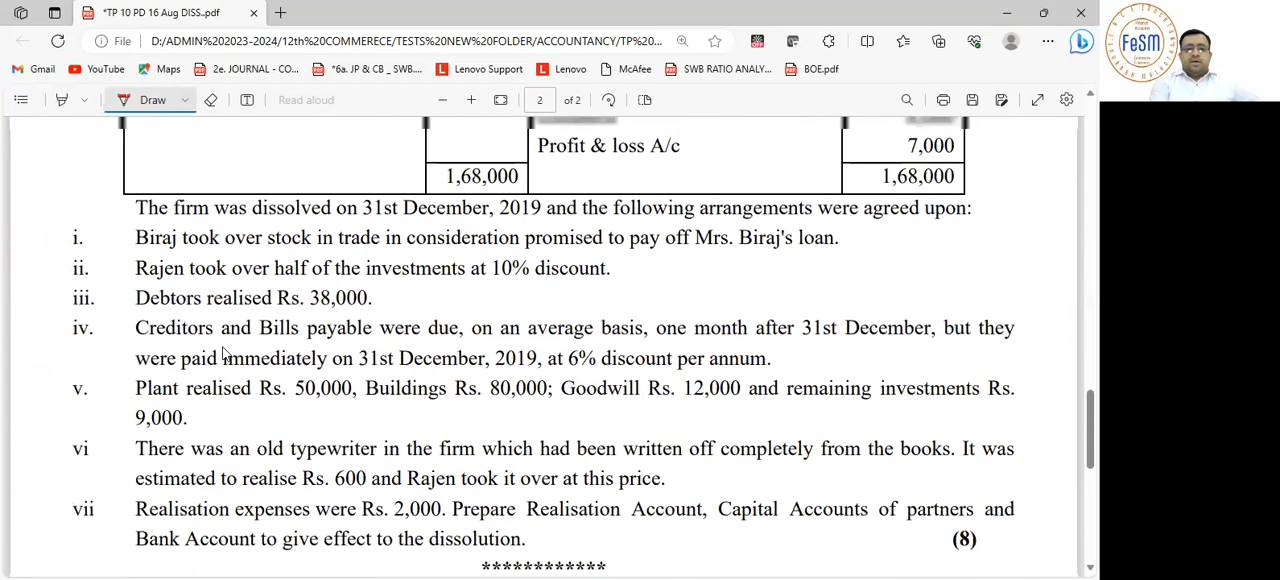 *TP 10 PD 16 Aug DISS..pdf
File D:/ADMIN%202023-2024/12th%20COMMERECE/TEST/NEW%20FOLDER/ACCOUNTANCY/TP%20...
Gmail YouTube Maps 2e. JOURNAL - CO... *6a. JP & CB _ SWB.... Lenovo Support Lenovo McAfee SWB RATIO ANALY... BOE.pdf
Draw Read aloud 2 of 2
Profit & loss A/c 7,000
1,68,000 1,68,000
The firm was dissolved on 31st December, 2019 and the following arrangements were agreed upon:
i. Biraj took over stock in trade in consideration promised to pay off Mrs. Biraj's loan.
ii. Rajen took over half of the investments at 10% discount.
iii. Debtors realised Rs. 38,000.
iv. Creditors and Bills payable were due, on an average basis, one month after 31st December, but they
were paid immediately on 31st December, 2019, at 6% discount per annum.
v. Plant realised Rs. 50,000, Buildings Rs. 80,000; Goodwill Rs. 12,000 and remaining investments Rs.
9,000.
vi There was an old typewriter in the firm which had been written off completely from the books. It was
estimated to realise Rs. 600 and Rajen took it over at this price.
vii Realisation expenses were Rs. 2,000. Prepare Realisation Account, Capital Accounts of partners and
Bank Account to give effect to the dissolution. (8)
************
FeSM